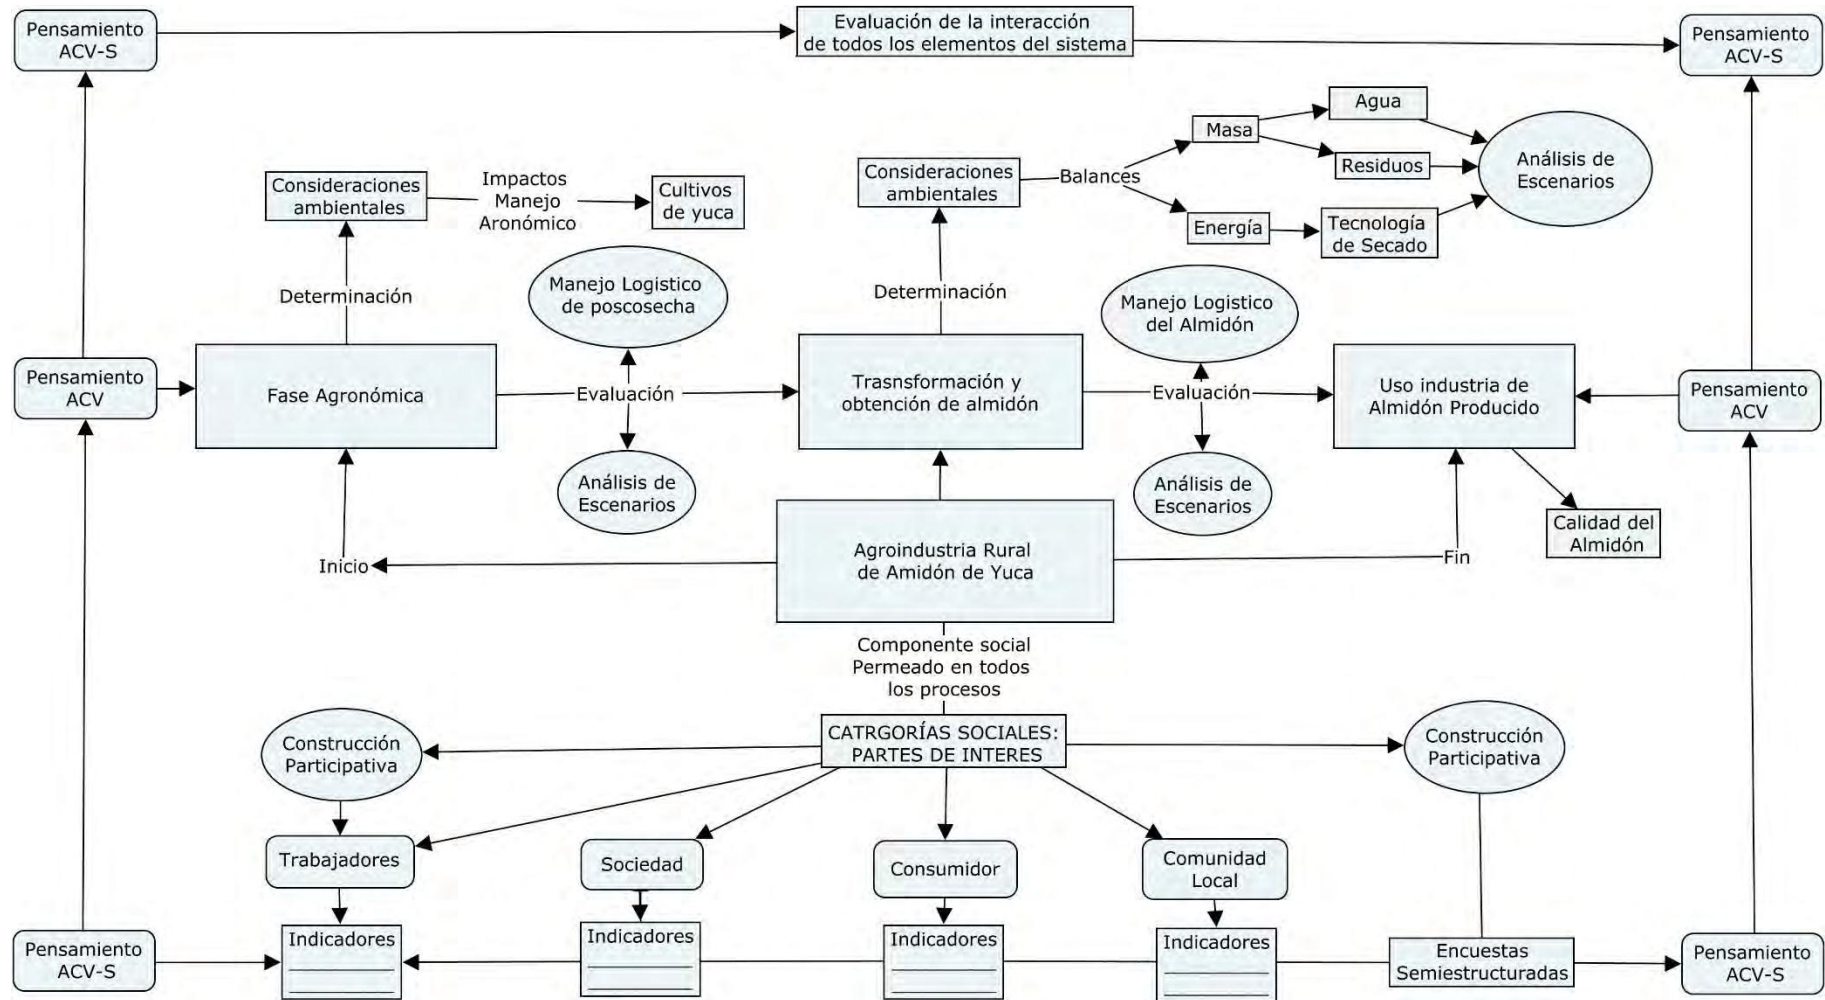 Pensamiento
ACV-S
Evaluación de la interacción
de todos los elementos del sistema
Pensamiento
ACV-S
Agua
Masa
Residuos
Análisis de
Escenarios
Consideraciones
ambientales
Balances
Energía
Tecnología
de Secado
Consideraciones
ambientales
Impactos
Manejo
Aronómico
Cultivos
de yuca
Determinación
Manejo Logistico
de poscosecha
Determinación
Manejo Logistico
del Almidón
Pensamiento
ACV
Fase Agronómica
Evaluación
Trasnsformación y
obtención de almidón
Evaluación
Uso industria de
Almidón Producido
Pensamiento
ACV
Análisis de
Escenarios
Análisis de
Escenarios
Calidad del
Almidón
Inicio
Agroindustria Rural
de Amidón de Yuca
Fin
Componente social
Permeado en todos
los procesos
CATRGORÍAS SOCIALES:
PARTES DE INTERES
Construcción
Participativa
Construcción
Participativa
Trabajadores
Sociedad
Consumidor
Comunidad
Local
Pensamiento
ACV-S
Indicadores
Indicadores
Indicadores
Indicadores
Encuestas
Semiestructuradas
Pensamiento
ACV-S